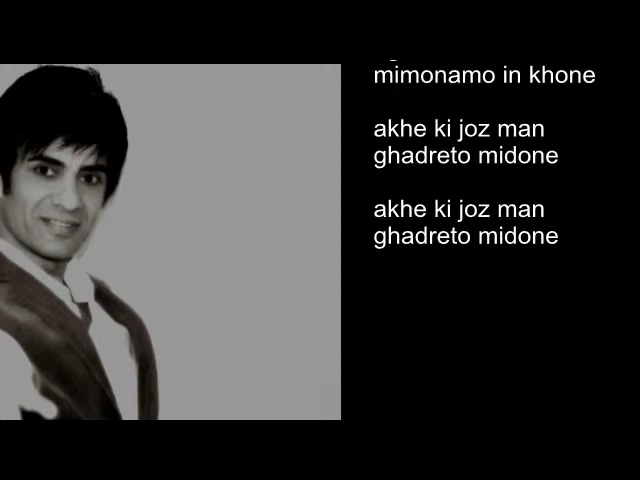 mimonamo in khone
akhe ki joz man
ghadreto midone
akhe ki joz man
ghadreto midone